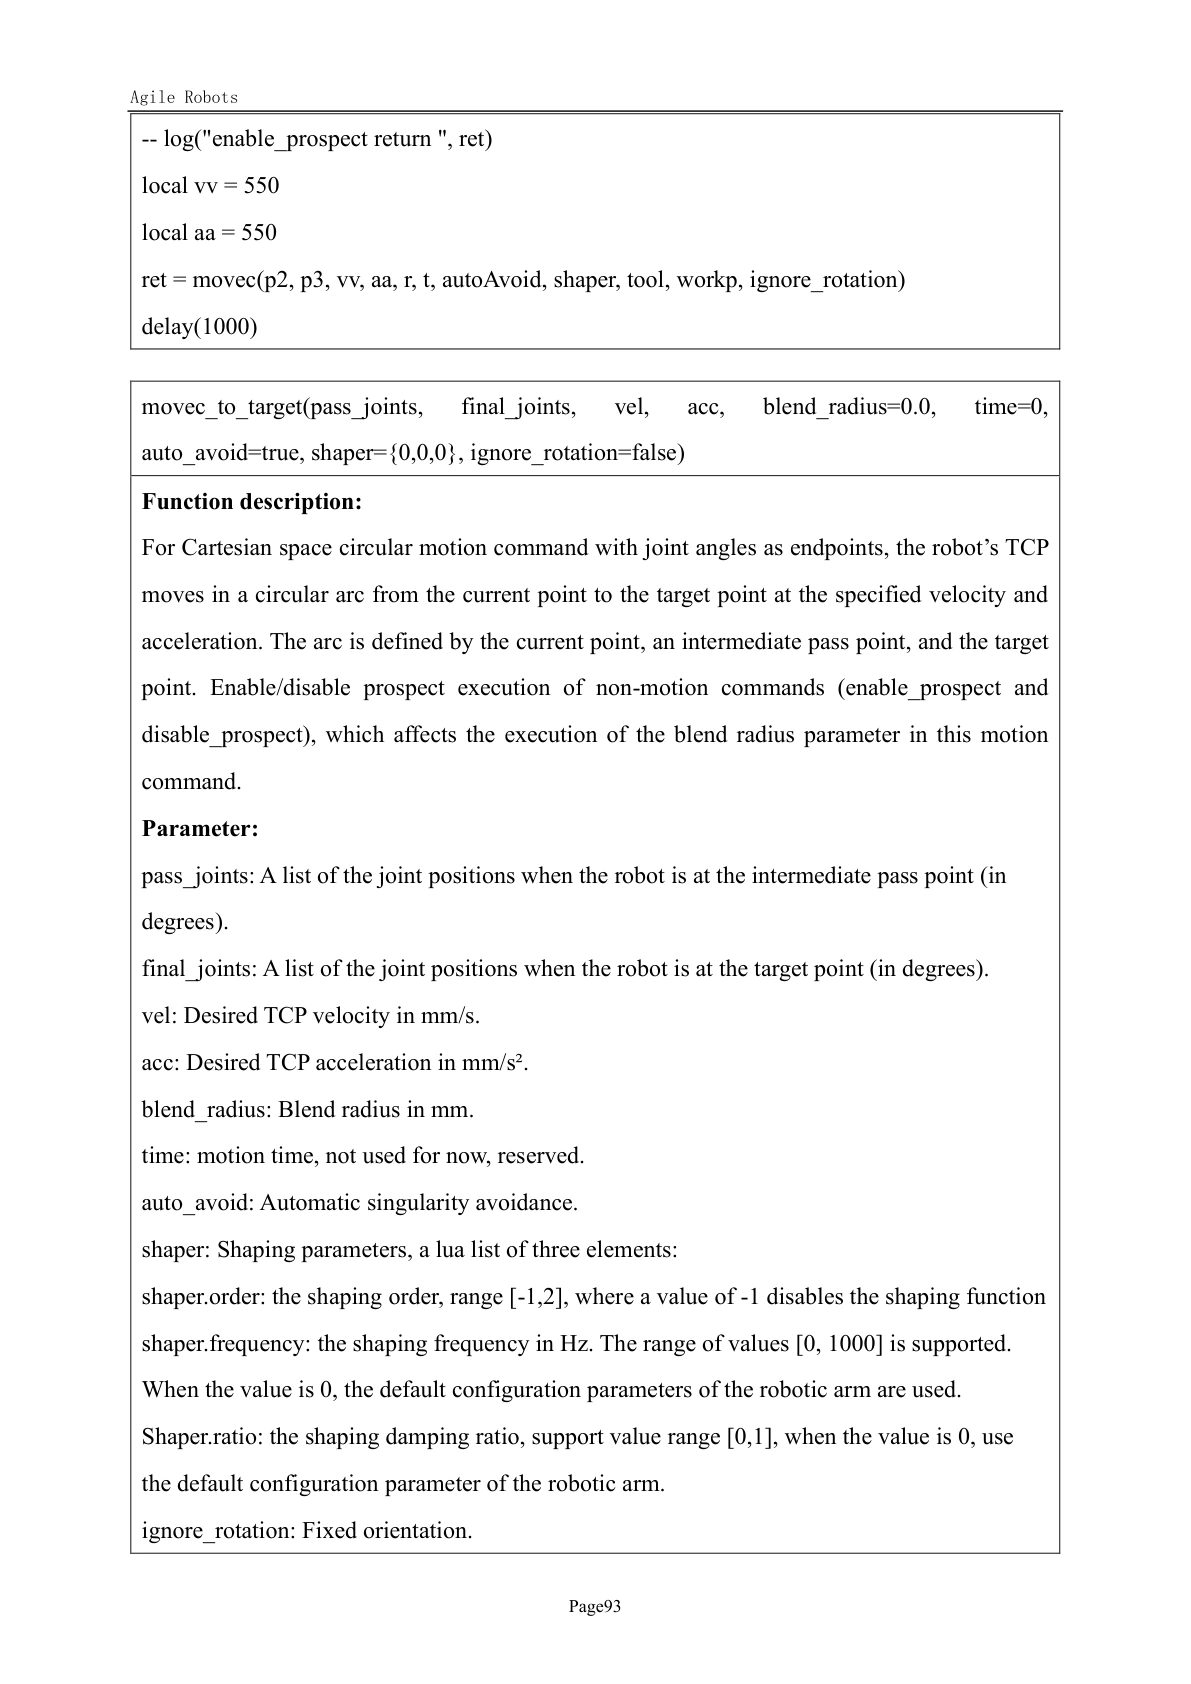 Agile Robots
-- log("enable_prospect return ", ret)
local vv = 550
local aa = 550
ret = movec(p2, p3, vv, aa, r, t, autoAvoid, shaper, tool, workp, ignore_rotation)
delay(1000)
movec_to_target(pass_joints, final_joints, vel, acc, blend_radius=0.0, time=0,
auto_avoid=true, shaper={0,0,0}, ignore_rotation=false)
Function description:
For Cartesian space circular motion command with joint angles as endpoints, the robot’s TCP
moves in a circular arc from the current point to the target point at the specified velocity and
acceleration. The arc is defined by the current point, an intermediate pass point, and the target
point. Enable/disable prospect execution of non-motion commands (enable_prospect and
disable_prospect), which affects the execution of the blend radius parameter in this motion
command.
Parameter:
pass_joints: A list of the joint positions when the robot is at the intermediate pass point (in
degrees).
final_joints: A list of the joint positions when the robot is at the target point (in degrees).
vel: Desired TCP velocity in mm/s.
acc: Desired TCP acceleration in mm/s².
blend_radius: Blend radius in mm.
time: motion time, not used for now, reserved.
auto_avoid: Automatic singularity avoidance.
shaper: Shaping parameters, a lua list of three elements:
shaper.order: the shaping order, range [-1,2], where a value of -1 disables the shaping function
shaper.frequency: the shaping frequency in Hz. The range of values [0, 1000] is supported.
When the value is 0, the default configuration parameters of the robotic arm are used.
Shaper.ratio: the shaping damping ratio, support value range [0,1], when the value is 0, use
the default configuration parameter of the robotic arm.
ignore_rotation: Fixed orientation.
Page93